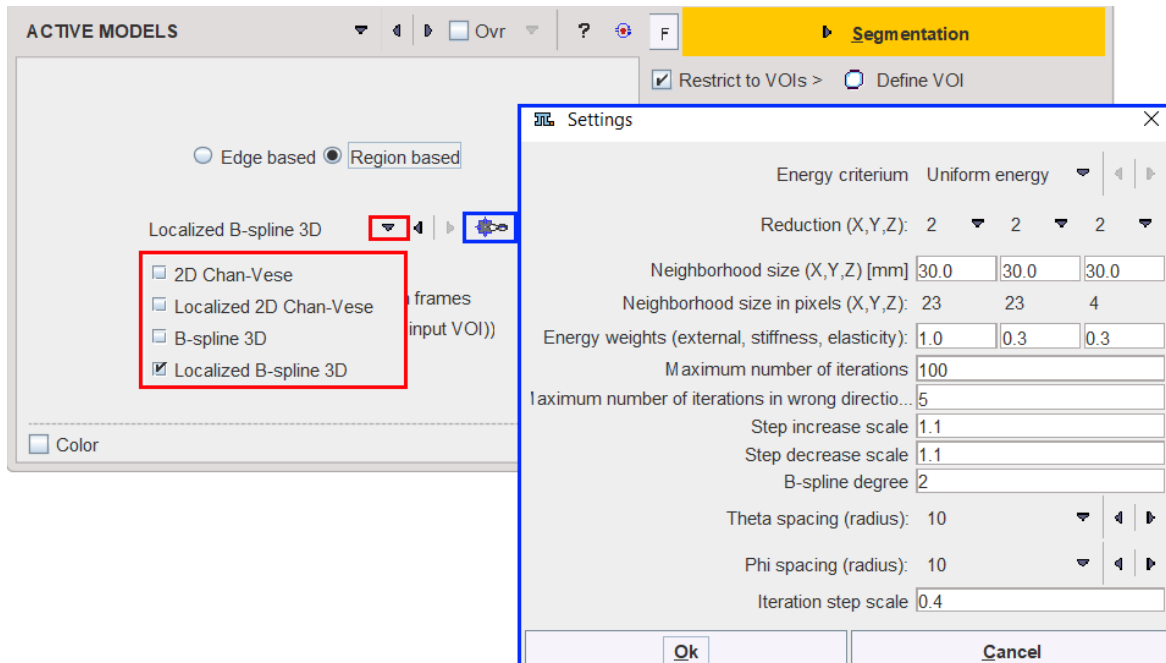 ACTIVE MODELS
Ovr
?
F
Segmentation
Restrict to VOIs >
Define VOI
Edge based
Region based
Localized B-spline 3D
2D Chan-Vese
Localized 2D Chan-Vese
B-spline 3D
Localized B-spline 3D
frames
input VOI))
Color
Settings
Energy criterium Uniform energy
Reduction (X,Y,Z): 2 2 2
Neighborhood size (X,Y,Z) [mm] 30.0 30.0 30.0
Neighborhood size in pixels (X,Y,Z): 23 23 4
Energy weights (external, stiffness, elasticity): 1.0 0.3 0.3
Maximum number of iterations 100
aximum number of iterations in wrong directio... 5
Step increase scale 1.1
Step decrease scale 1.1
B-spline degree 2
Theta spacing (radius): 10
Phi spacing (radius): 10
Iteration step scale 0.4
Ok
Cancel